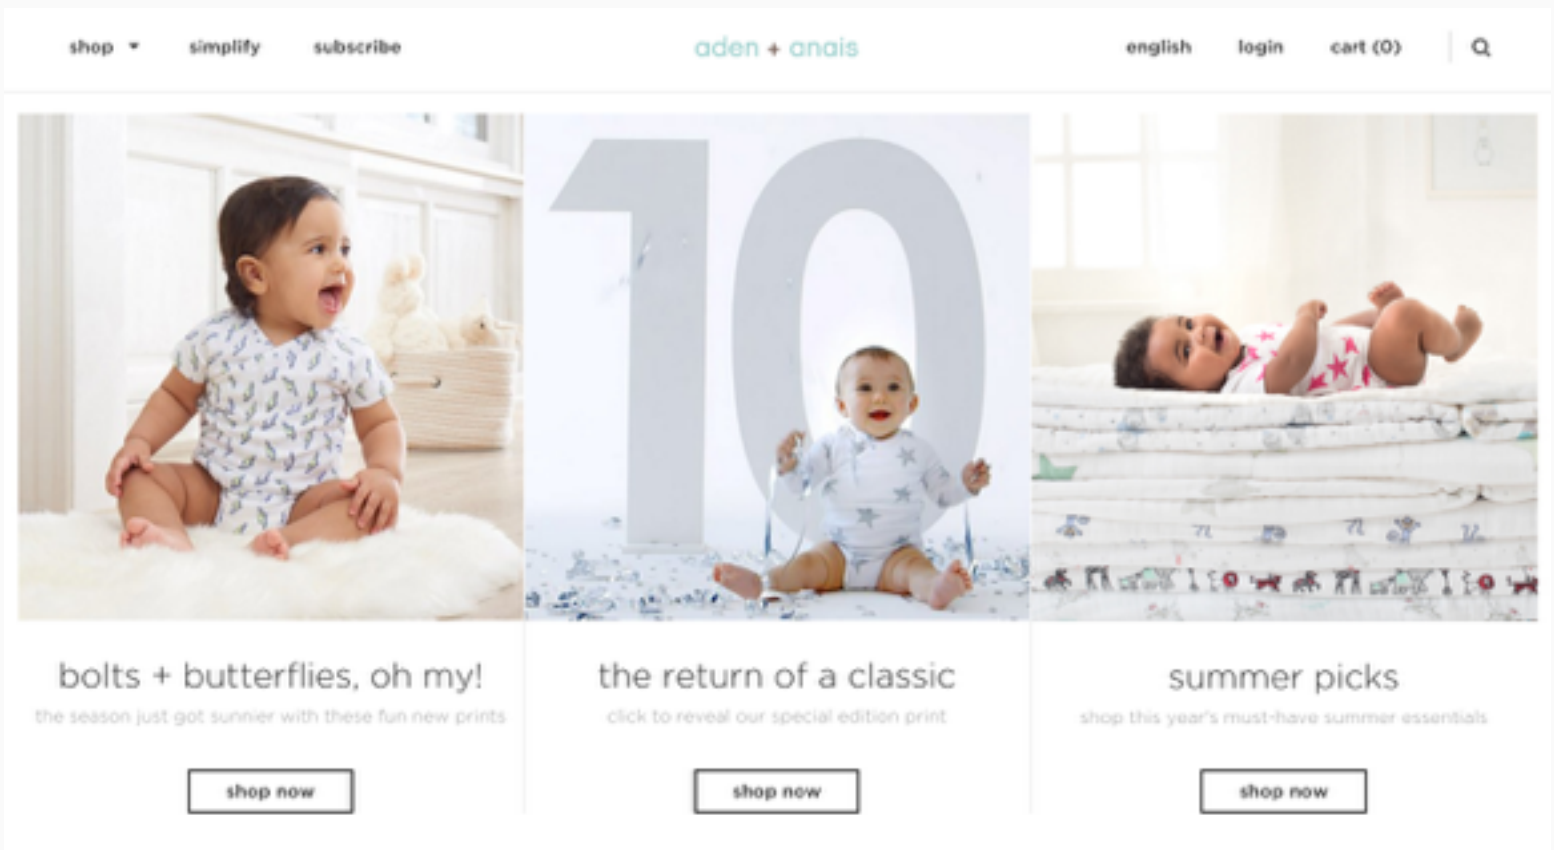 shop
simplify
subscribe
aden + anais
english
login
cart (0)
10
bolts + butterflies, oh my!
the season just got sunnier with these fun new prints
shop now
the return of a classic
click to reveal our special edition print
shop now
summer picks
shop this year's must-have summer essentials
shop now